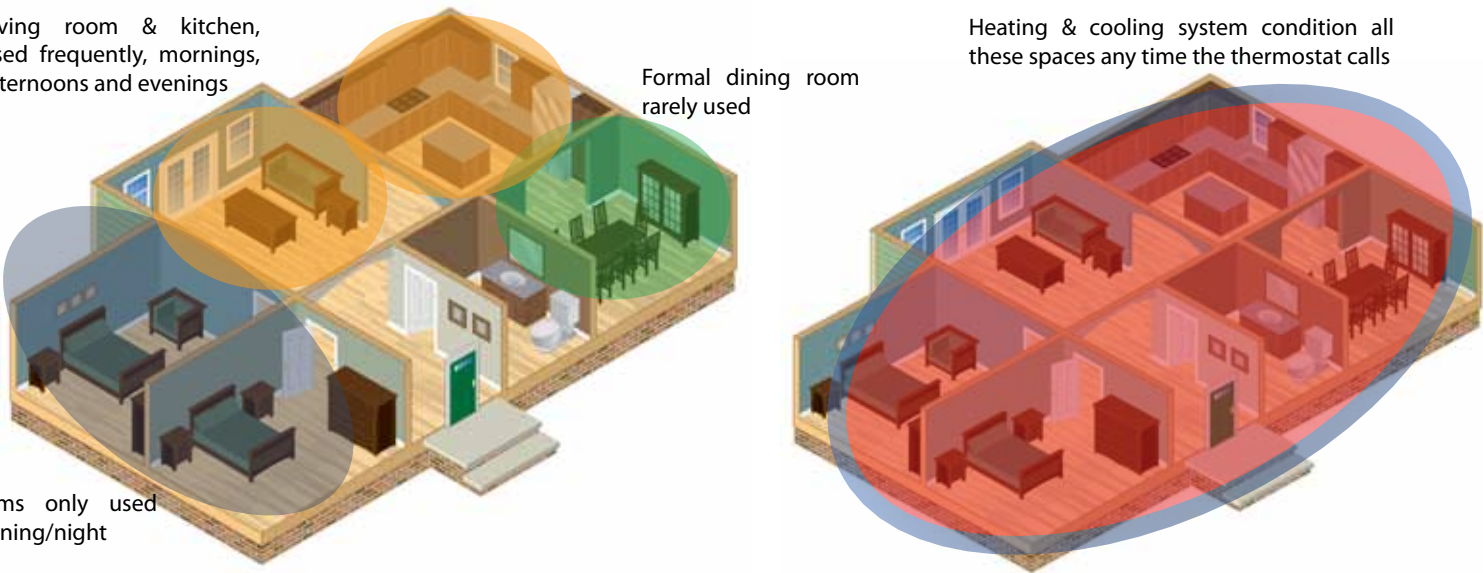 ving room & kitchen,
sed frequently, mornings,
ternoons and evenings
Formal dining room
rarely used
Heating & cooling system condition all
these spaces any time the thermostat calls
ms only used
ning/night